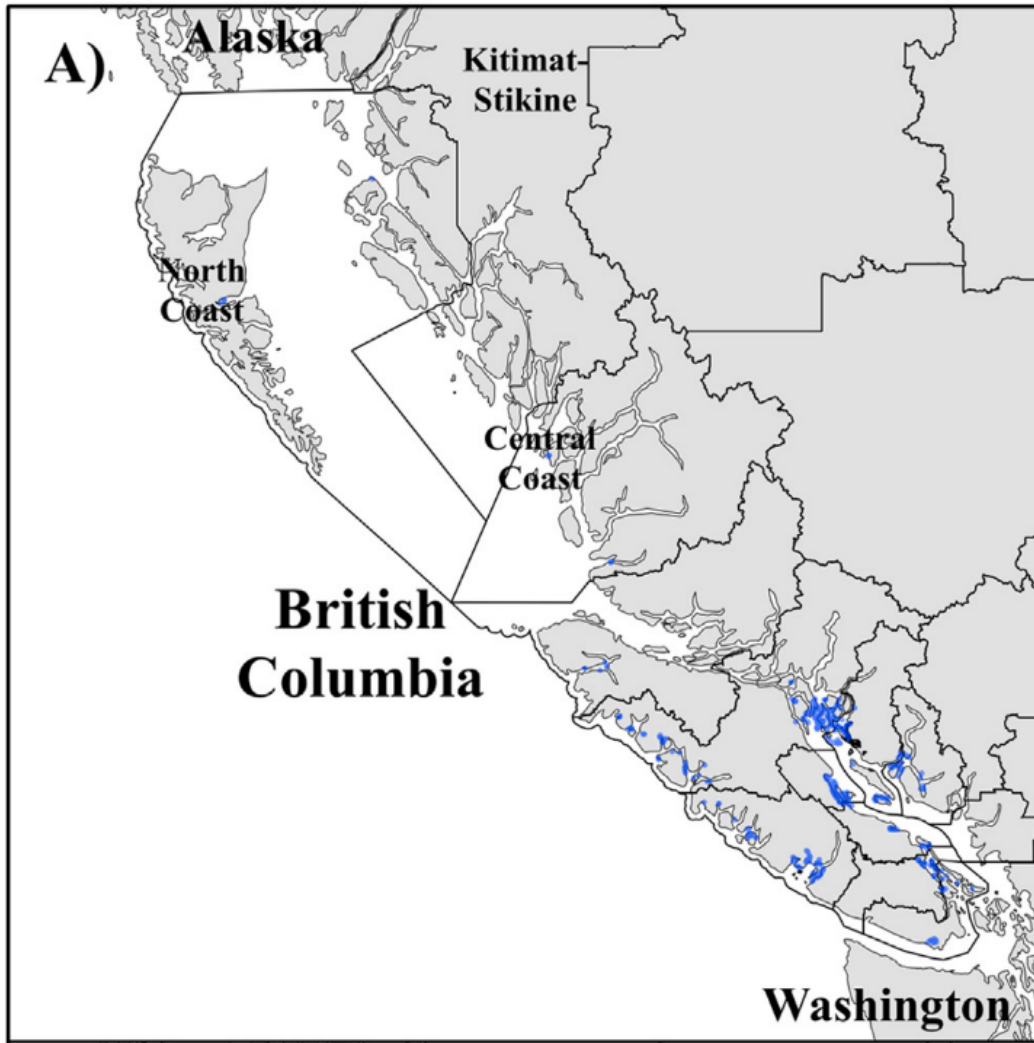 Alaska
A)
Kitimat-
Stikine
North
Coast
Central
Coast
British
Columbia
Washington